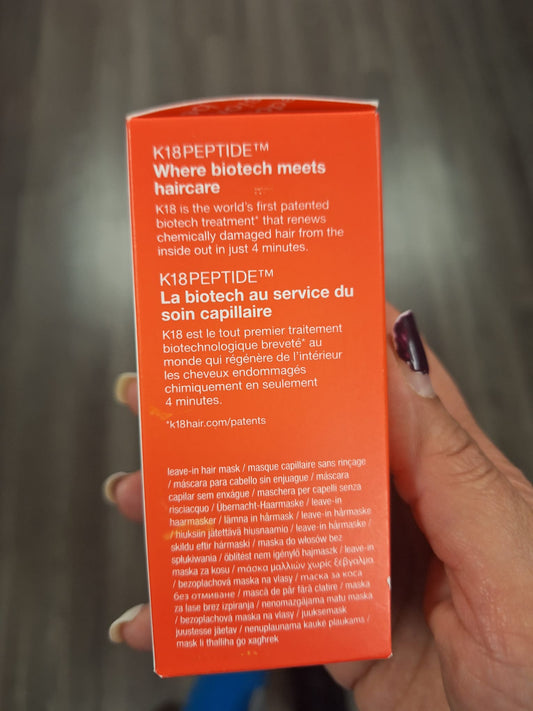 K18PEPTIDE™
Where biotech meets
haircare
K18 is the world's first patented
biotech treatment* that renews
chemically damaged hair from the
inside out in just 4 minutes.
K18PEPTIDE™
La biotech au service du
soin capillaire
K18 est le tout premier traitement
biotechnologique breveté* au
monde qui régénère de l'intérieur
les cheveux endommagés
chimiquement en seulement
4 minutes.
*k18hair.com/patents
leave-in hair mask / masque capillaire sans rinçage
/ máscara para cabello sin enjuague / máscara
capilar sem enxágue / maschera per capelli senza
risciacquo / Übernacht-Haarmaske / leave-in
haarmasker / lämna in hårmask / leave-in hårmaske
/ hiuksiin jätettävä hiusnaamio / leave-in hårmaske /
skildu eftir hármaski / maska do włosów bez
spłukiwania / öblítést nem igénylő hajmaszk / leave-in
maska za kosu / μάσκα μαλλιών χωρίς ξέβγαλμα
/ bezoplachová maska na vlasy / маска за коса
без отмиване / mască de păr fără clatire / maska
za lase brez izpiranja / nenomazgājama matu maska
/ bezoplachová maska na vlasy / juuksemask
juustesse jäetav / nenuplaunama kaukė plaukams /
mask li thalliha go xagħrek